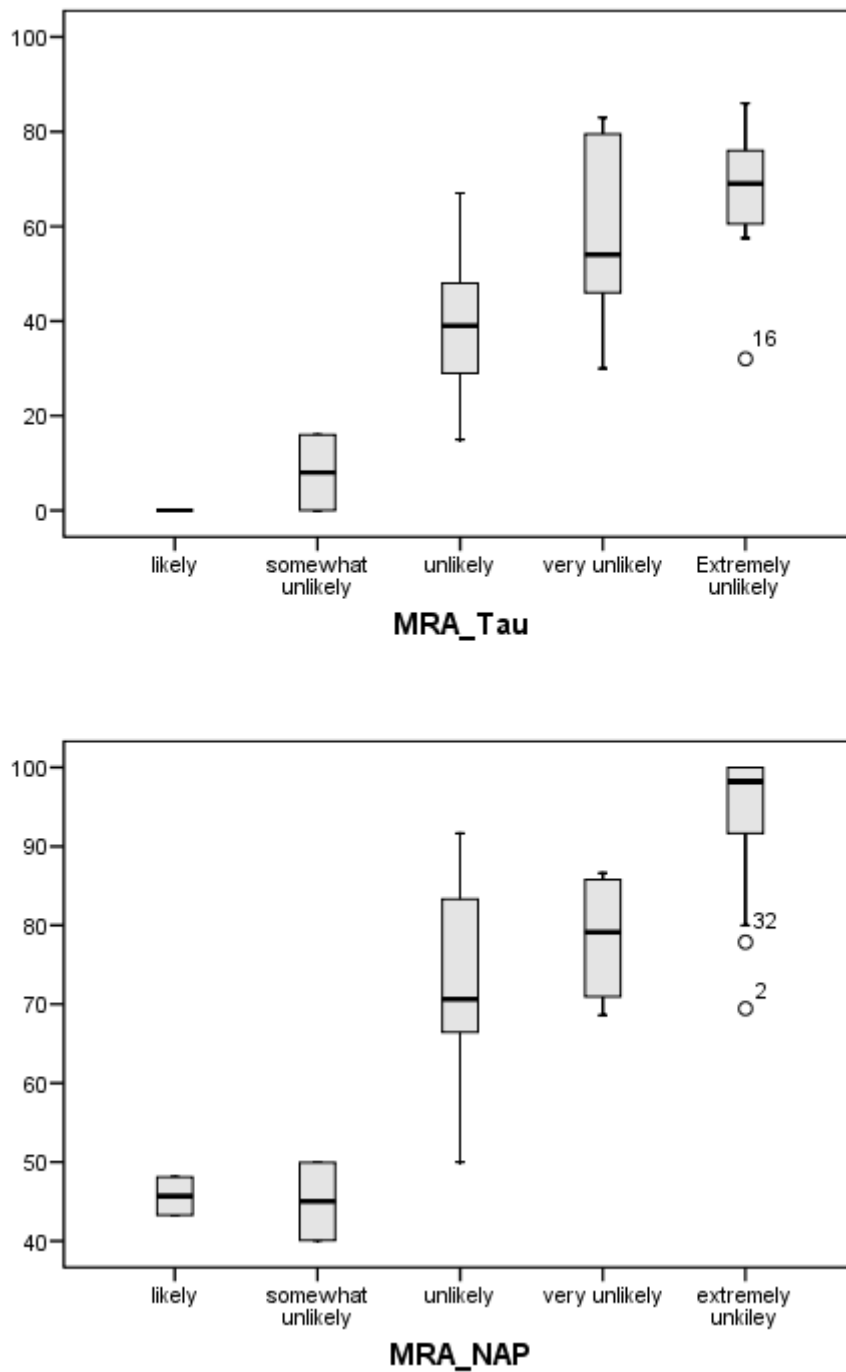 100
80
60
40
20
0
16
likely
somewhat
unlikely
unlikely
very unlikely
Extremely
unlikely
MRA_Tau
100
90
80
70
60
50
40
32
2
likely
somewhat
unlikely
unlikely
very unlikely
extremely
unkiley
MRA_NAP